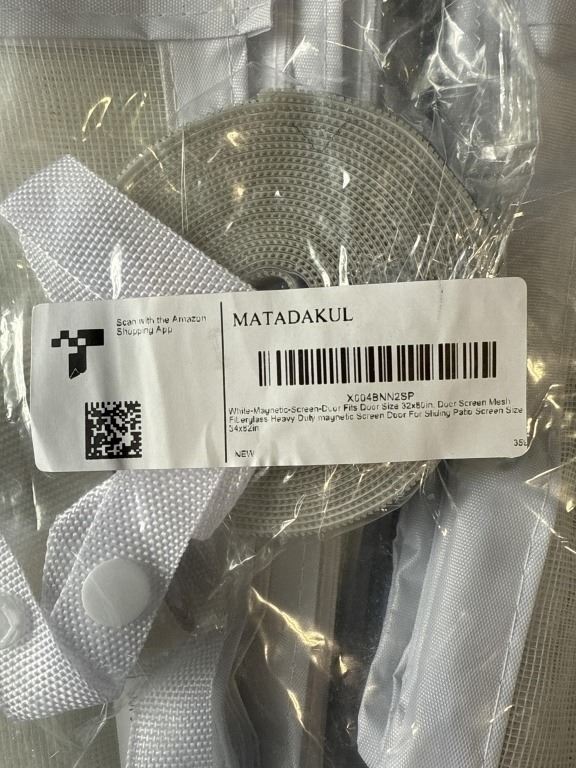 Scan with the Amazon
Shopping App
MATADAKUL
X004BNN2SP
White-Magnetic-Screen-Door Fits Door Size 32x80in, Door Screen Mesh
Fiberglass Heavy Duty magnetic Screen Door For Sliding Patio Screen Size
34x82in
NEW